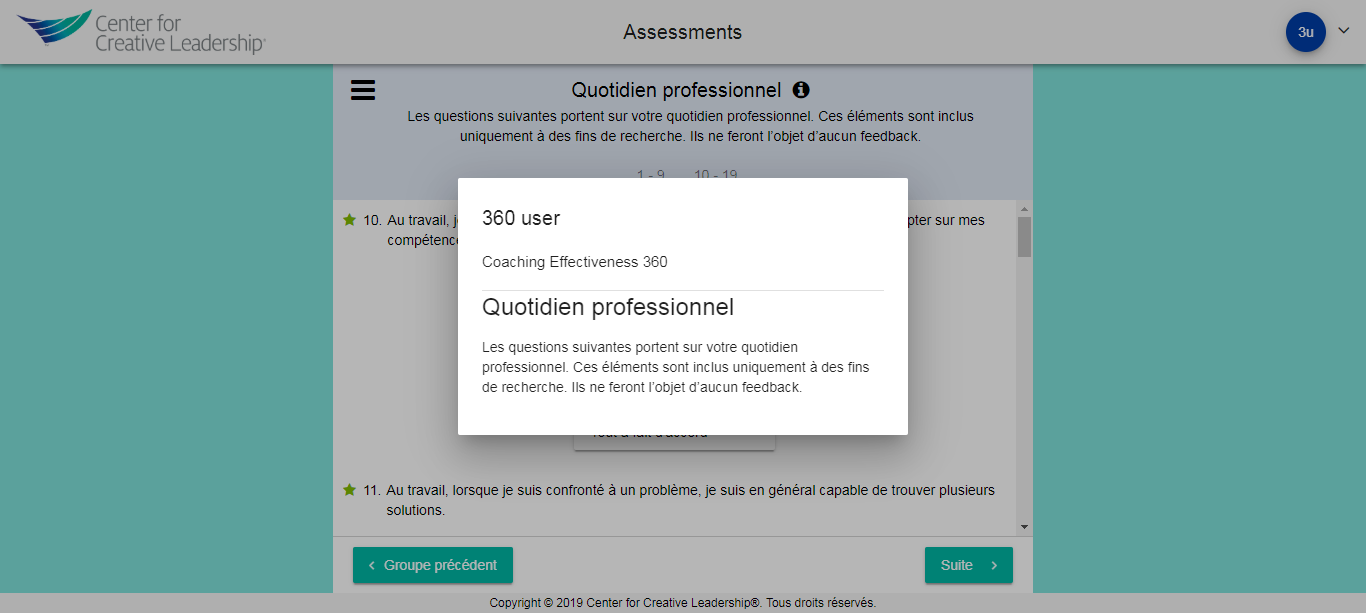 Center for
Creative Leadership®
Assessments
3u
Quotidien professionnel
Les questions suivantes portent sur votre quotidien professionnel. Ces éléments sont inclus
uniquement à des fins de recherche. Ils ne feront l’objet d’aucun feedback.
1 - 9 10 - 19
10. Au travail, j pter sur mes
compétenc
360 user
Coaching Effectiveness 360
Quotidien professionnel
Les questions suivantes portent sur votre quotidien
professionnel. Ces éléments sont inclus uniquement à des fins
de recherche. Ils ne feront l’objet d’aucun feedback.
Tout à fait d'accord
11. Au travail, lorsque je suis confronté à un problème, je suis en général capable de trouver plusieurs
solutions.
Groupe précédent
Suite
Copyright © 2019 Center for Creative Leadership®. Tous droits réservés.